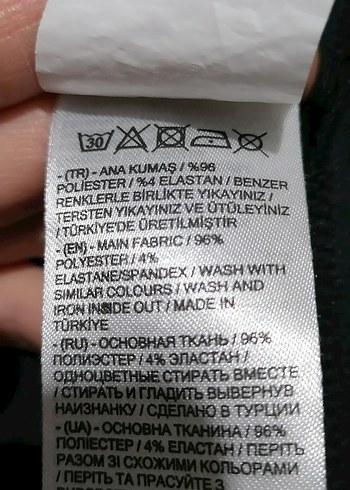 30
- (TR) - ANA KUMAŞ / %96
POLIESTER / %4 ELASTAN / BENZER
RENKLERLE BİRLİKTE YIKAYINIZ /
TERSTEN YIKAYINIZ VE ÜTÜLEYİNİZ
/ TÜRKİYE'DE ÜRETİLMİŞTİR
- (EN) - MAIN FABRIC / 96%
POLYESTER / 4%
ELASTANE/SPANDEX / WASH WITH
SIMILAR COLOURS / WASH AND
IRON INSIDE OUT / MADE IN
TÜRKİYE
- (RU) - ОСНОВНАЯ ТКАНЬ / 96%
ПОЛИЭСТЕР / 4% ЭЛАСТАН /
ОДНОЦВЕТНЫЕ СТИРАТЬ ВМЕСТЕ
/ СТИРАТЬ И ГЛАДИТЬ ВЫВЕРНУВ
НАИЗНАНКУ / СДЕЛАНО В ТУРЦИИ
- (UA) - ОСНОВНА ТКАНИНА / 96%
ПОЛІЕСТЕР / 4% ЕЛАСТАН / ПЕРІТЬ
РАЗОМ ЗІ СХОЖИМИ КОЛЬОРАМИ
/ ПЕРІТЬ ТА ПРАСУЙТЕ З